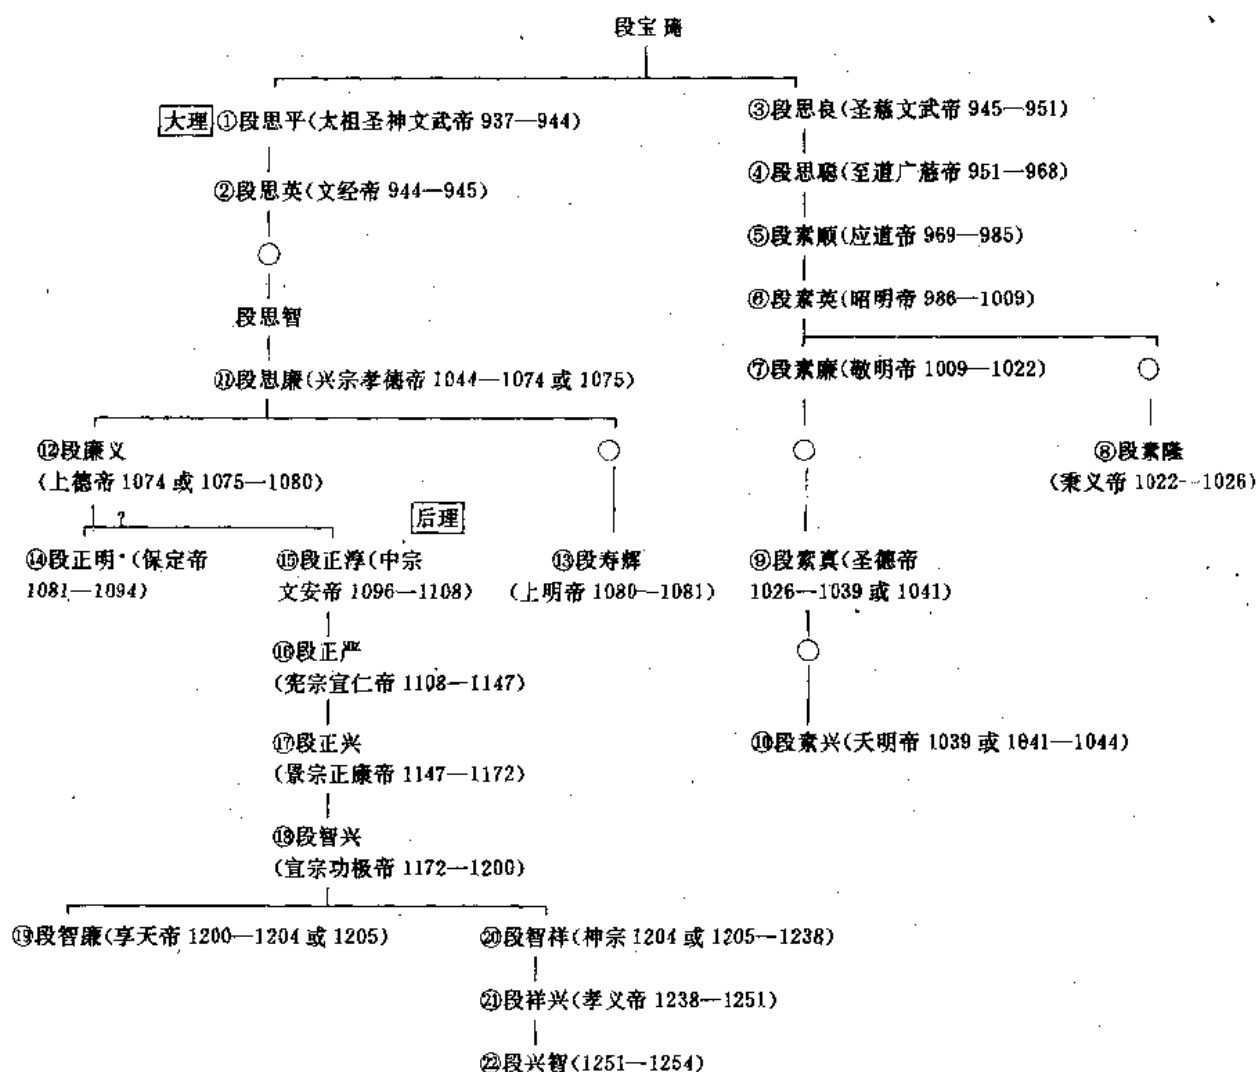 段宝
大理 ①段思平(太祖圣神文武帝 937—944)
③段思良(圣慈文武帝 945—951)
②段思英(文经帝 944—945)
④段思聪(至道广慈帝 951—968)
⑤段素顺(应道帝 969—985)
段思智
⑥段素英(昭明帝 986—1009)
⑪段思廉(兴宗孝德帝 1044—1074 或 1075)
⑦段素廉(敬明帝 1009—1022)
⑫段廉义
(上德帝 1074 或 1075—1080)
⑧段素隆
(秉义帝 1022—1026)
?
后理
⑭段正明*(保定帝
1081—1094)
⑮段正淳(中宗
文安帝 1096—1108)
⑬段寿辉
(上明帝 1080—1081)
⑨段素真(圣德帝
1026—1039 或 1041)
⑯段正严
(宪宗宣仁帝 1108—1147)
⑰段正兴
(景宗正康帝 1147—1172)
⑩段素兴(天明帝 1039 或 1041—1044)
⑱段智兴
(宣宗功极帝 1172—1200)
⑲段智廉(享天帝 1200—1204 或 1205)
⑳段智祥(神宗 1204 或 1205—1238)
㉑段祥兴(孝义帝 1238—1251)
㉒段兴智(1251—1254)